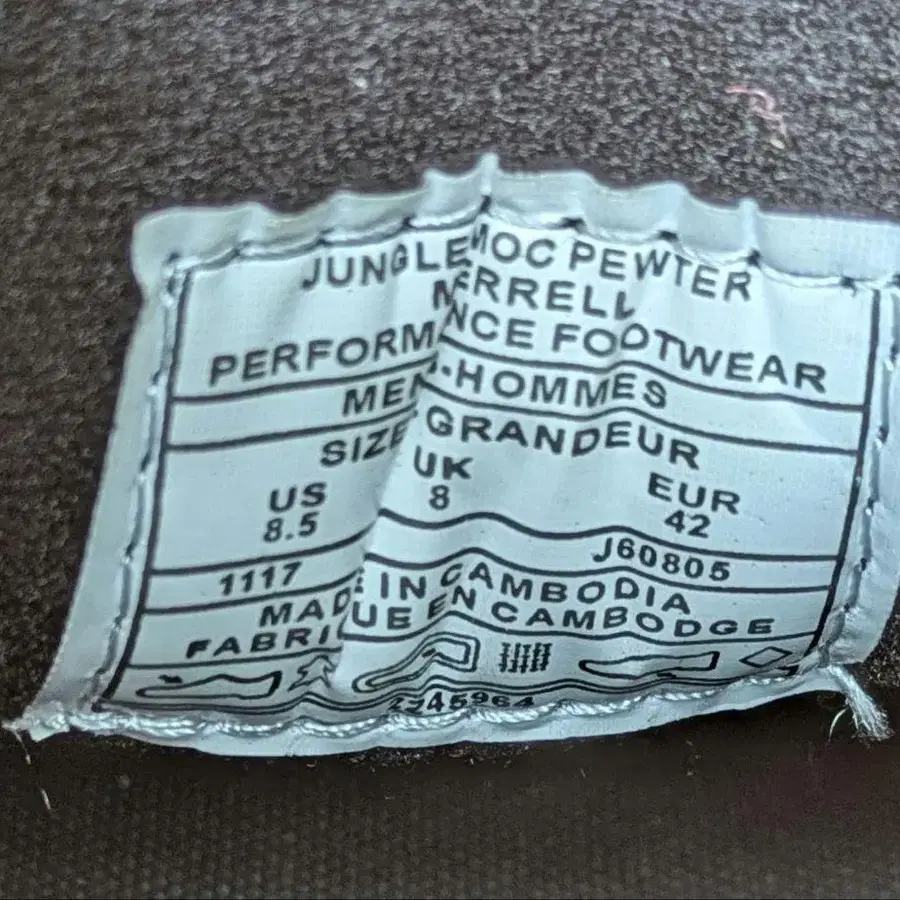 JUNGLE MOC PEWTER
MERRELL
PERFORMANCE FOOTWEAR
MEN-HOMMES
SIZE-GRANDEUR
US UK EUR
8.5 8 42
1117 J60805
MADE IN CAMBODIA
FABRIQUE EN CAMBODGE
2245964